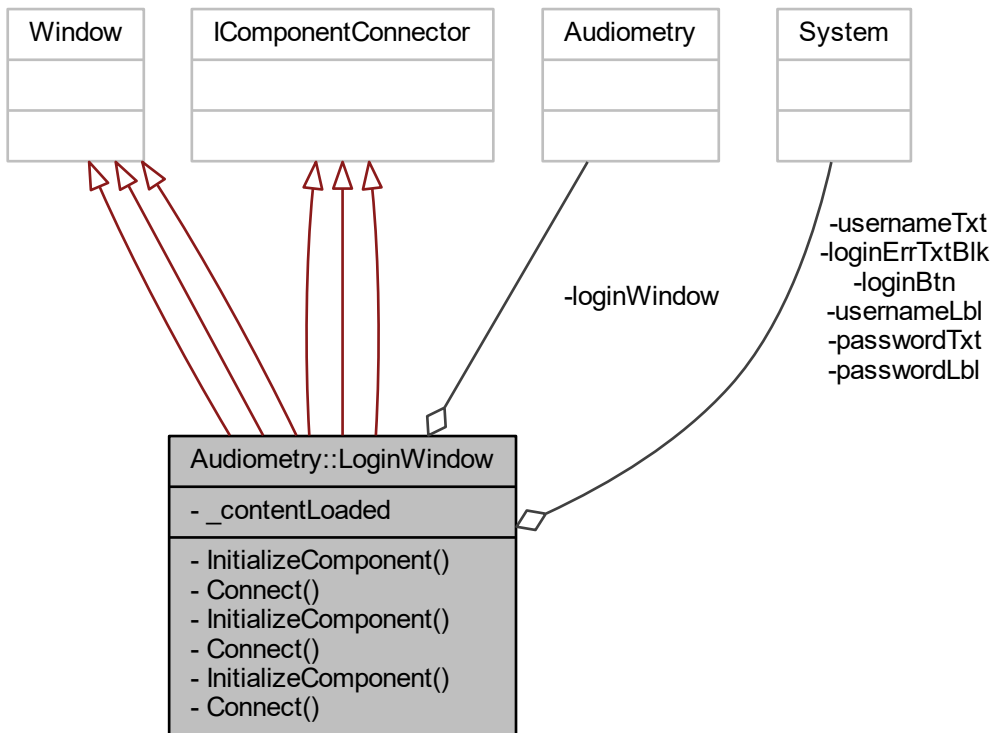 Window
IComponentConnector
Audiometry
System
-usernameTxt
-loginErrTxtBlk
-loginBtn
-usernameLbl
-passwordTxt
-passwordLbl
-loginWindow
Audiometry::LoginWindow
- _contentLoaded
- InitializeComponent()
- Connect()
- InitializeComponent()
- Connect()
- InitializeComponent()
- Connect()